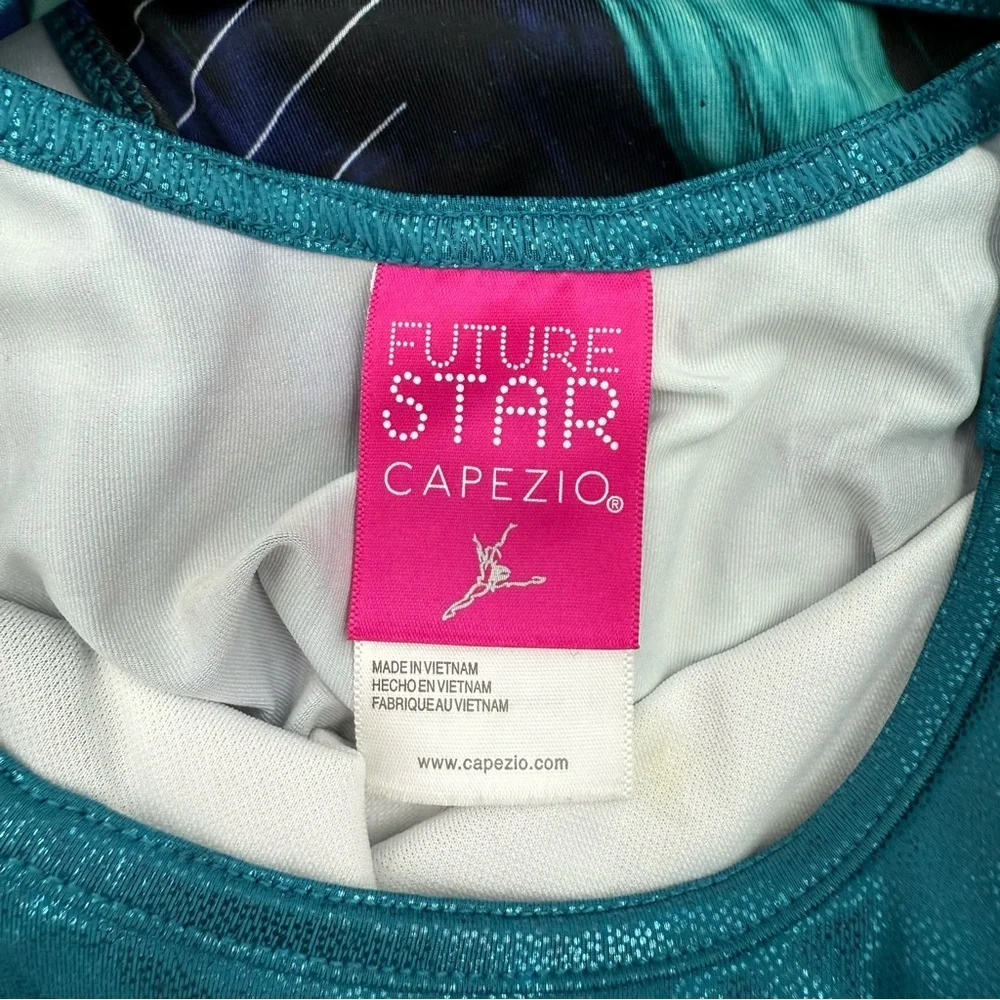 FUTURE
STAR
CAPEZIO®
MADE IN VIETNAM
HECHO EN VIETNAM
FABRIQUE AU VIETNAM
www.capezio.com